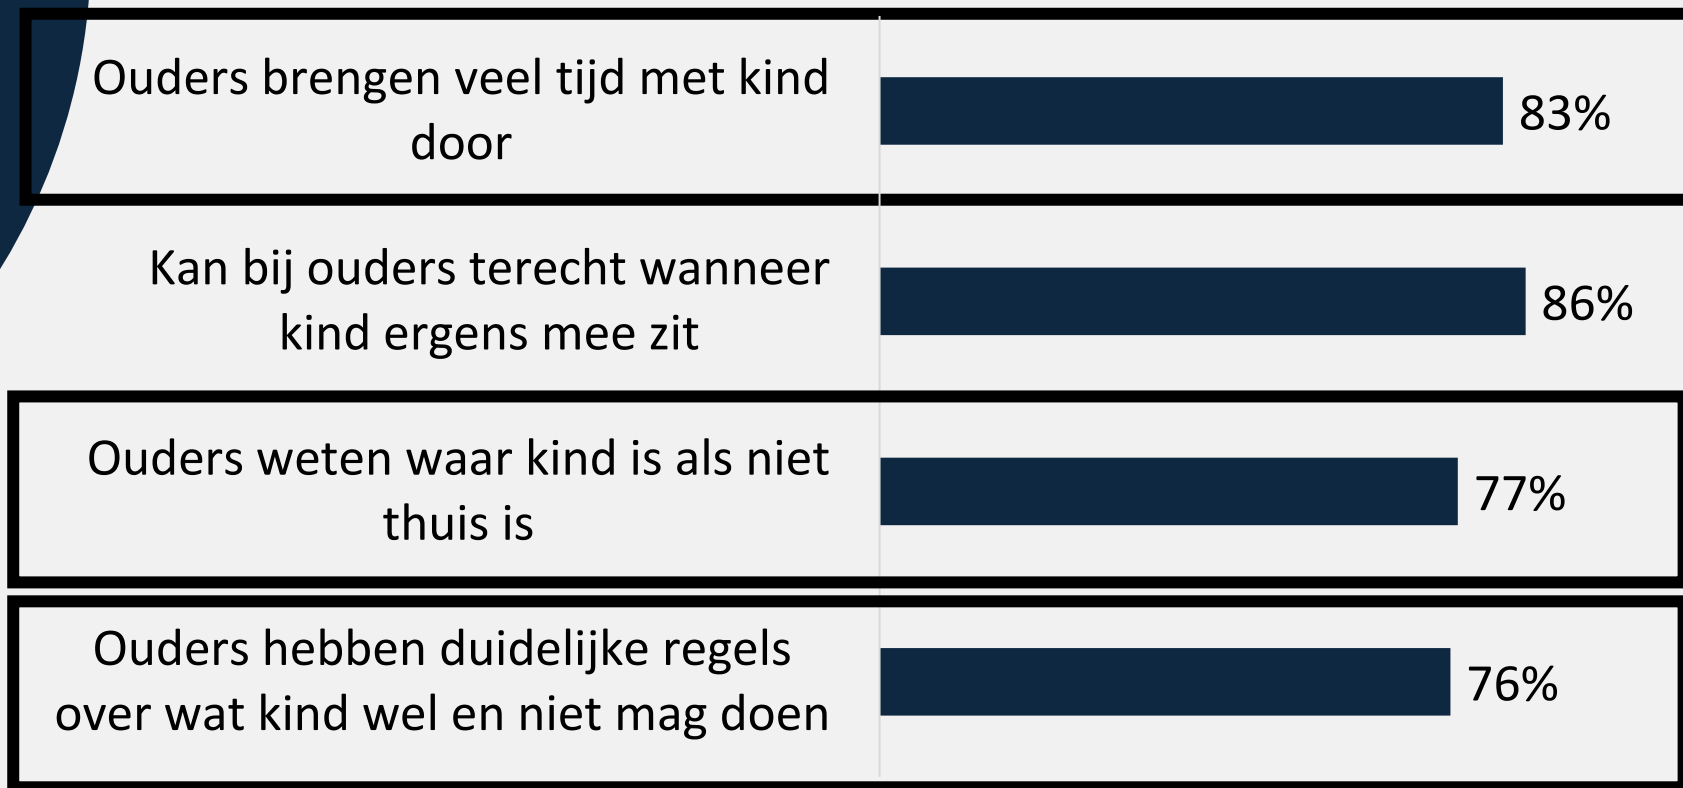 Ouders brengen veel tijd met kind
door
83%
Kan bij ouders terecht wanneer
kind ergens mee zit
86%
Ouders weten waar kind is als niet
thuis is
77%
Ouders hebben duidelijke regels
over wat kind wel en niet mag doen
76%